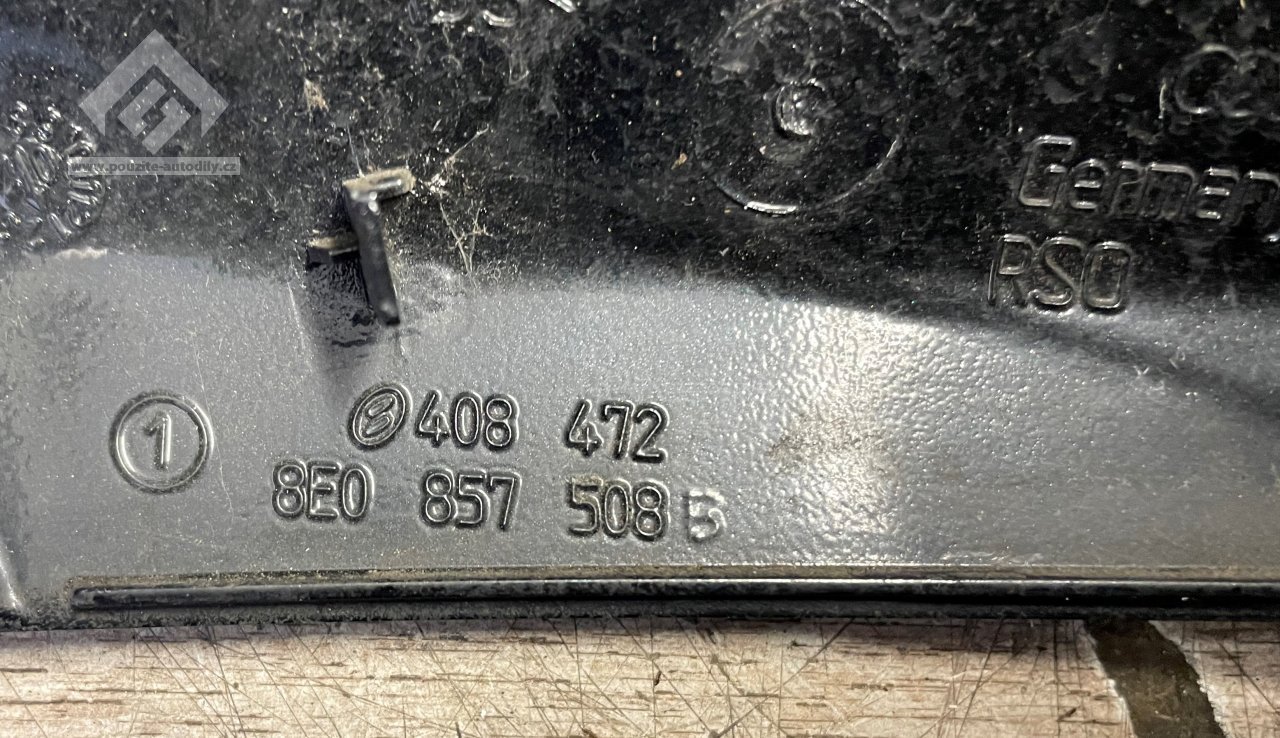 www.pouzite-autodily.cz
Germany
RSO
1
408 472
8E0 857 508 B